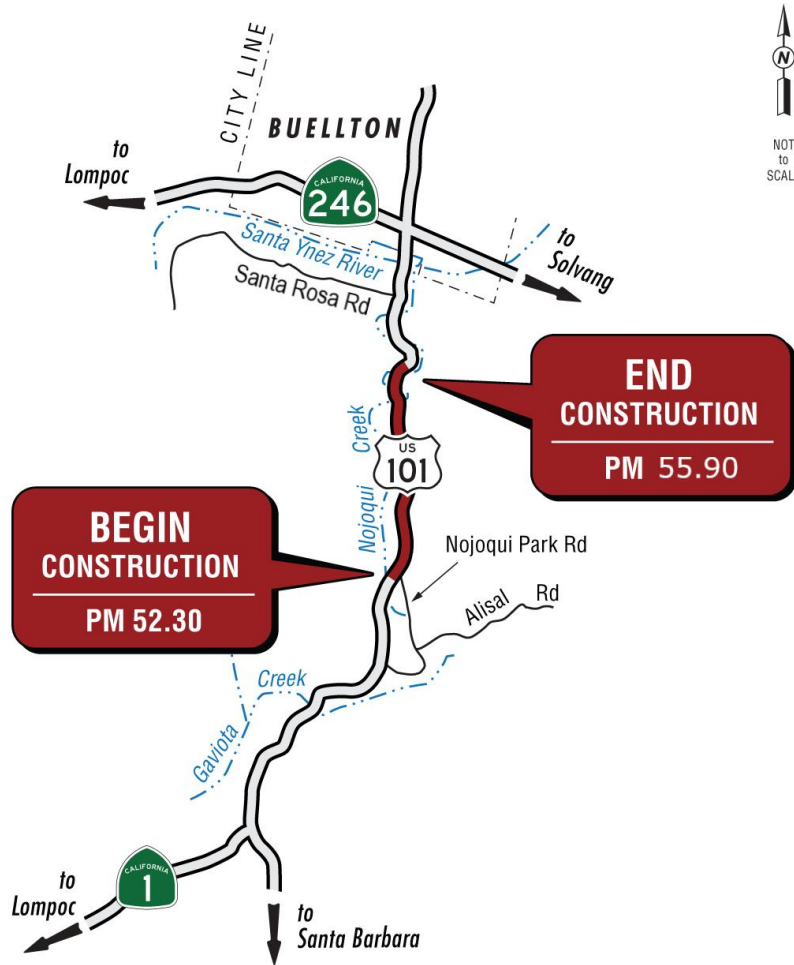 N
NOT
to
SCAL
CITY LINE
BUELLTON
to
Lompoc
CALIFORNIA
246
Santa Ynez River
to
Solvang
Santa Rosa Rd
END
CONSTRUCTION
PM 55.90
Creek
US
101
Nojoqui
BEGIN
CONSTRUCTION
PM 52.30
Nojoqui Park Rd
Alisal Rd
Creek
Gaviota
CALIFORNIA
1
to
Lompoc
to
Santa Barbara